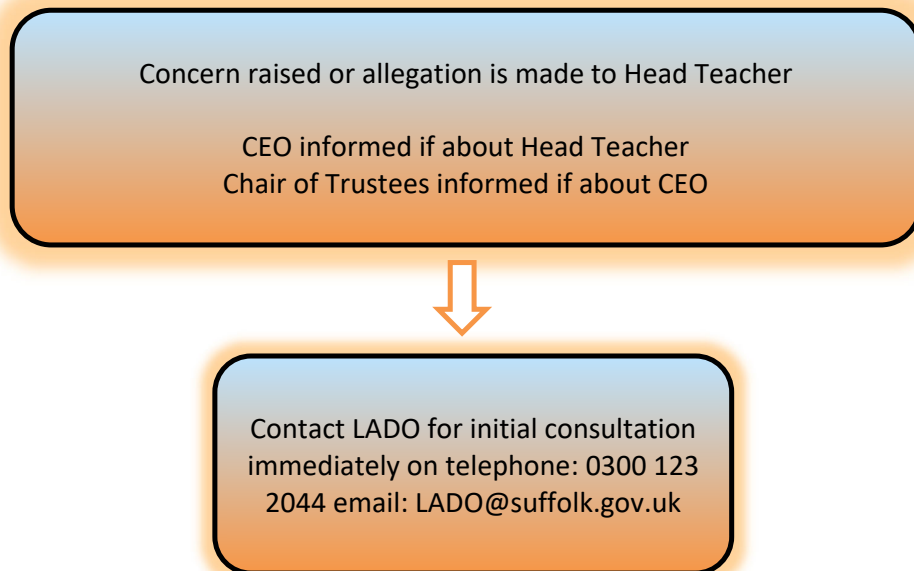 Concern raised or allegation is made to Head Teacher
CEO informed if about Head Teacher
Chair of Trustees informed if about CEO
Contact LADO for initial consultation
immediately on telephone: 0300 123
2044 email: LADO@suffolk.gov.uk